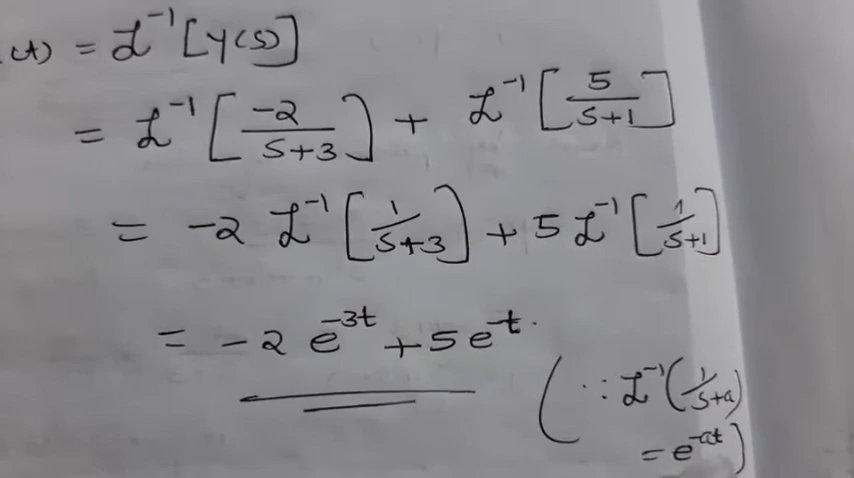 (t) = ℒ⁻¹[y(s)]
= ℒ⁻¹[-2/(s+3)] + ℒ⁻¹[5/(s+1)]
= -2 ℒ⁻¹[1/(s+3)] + 5 ℒ⁻¹[1/(s+1)]
= -2 e^{-3t} + 5 e^{-t}.
(∵ ℒ⁻¹(1/(s+a))
= e^{-at})